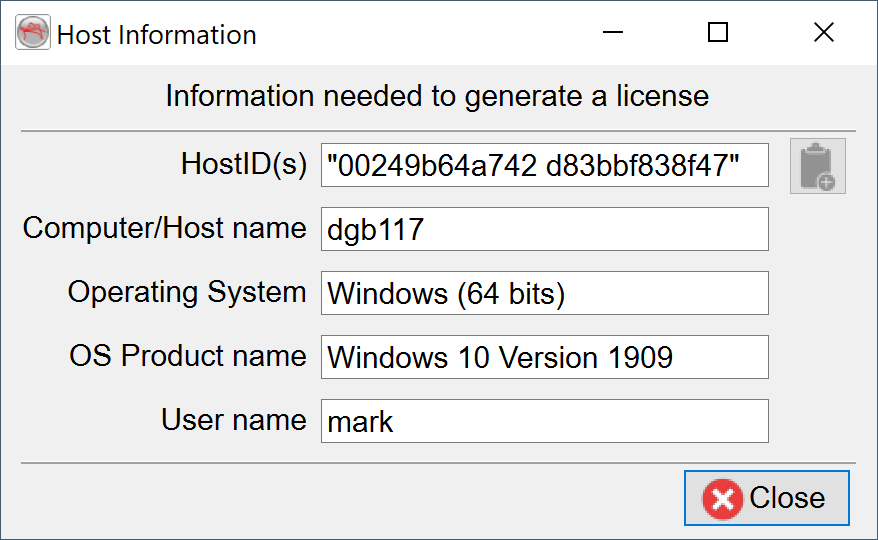 Host Information
Information needed to generate a license
HostID(s) "00249b64a742 d83bbf838f47"
Computer/Host name dgb117
Operating System Windows (64 bits)
OS Product name Windows 10 Version 1909
User name mark
Close